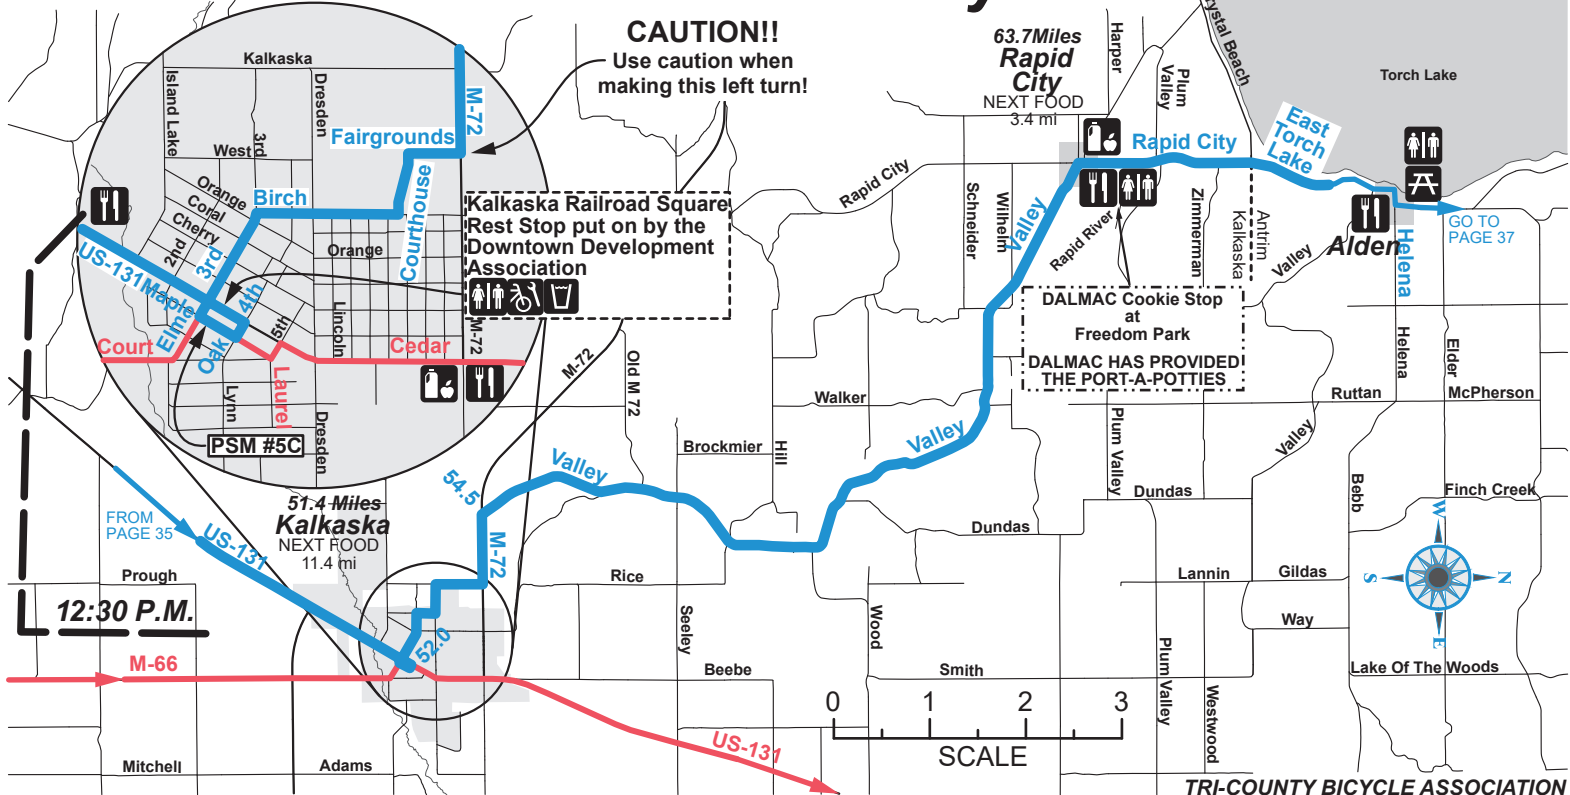 CAUTION!!
Use caution when
making this left turn!
63.7Miles
Rapid
City
NEXT FOOD
3.4 mi
Harper
Plum
Valley
Crystal Beach
Torch Lake
Kalkaska
Island Lake
3rd
Dresden
M-72
Fairgrounds
West
Orange
Coral
Cherry
Birch
Courthouse
Orange
2nd
3rd
US-131
Maple
4th
Elm
Oak
5th
Lincoln
M-72
Court
Cedar
Laurel
Lynn
Dresden
PSM #5C
Kalkaska Railroad Square
Rest Stop put on by the
Downtown Development
Association
Rapid City
East
Torch
Lake
Rapid City
Schneider
Wilhelm
Valley
Rapid River
Zimmerman
Kalkaska
Antrim
Valley
Alden
Helena
GO TO
PAGE 37
DALMAC Cookie Stop
at
Freedom Park
DALMAC HAS PROVIDED
THE PORT-A-POTTIES
M-72
Old M 72
Walker
Helena
Elder
Ruttan
McPherson
Brockmier
Hill
Valley
Plum Valley
Valley
Valley
54.5
Bebb
Dundas
Finch Creek
51.4 Miles
Kalkaska
NEXT FOOD
11.4 mi
FROM
PAGE 35
US-131
M-72
Dundas
W
N
S
E
Prough
Rice
Lannin
Gildas
12:30 P.M.
52.0
Seeley
Wood
Way
Plum Valley
M-66
Beebe
Smith
Lake Of The Woods
Westwood
0
1
2
3
SCALE
US-131
Mitchell
Adams
TRI-COUNTY BICYCLE ASSOCIATION